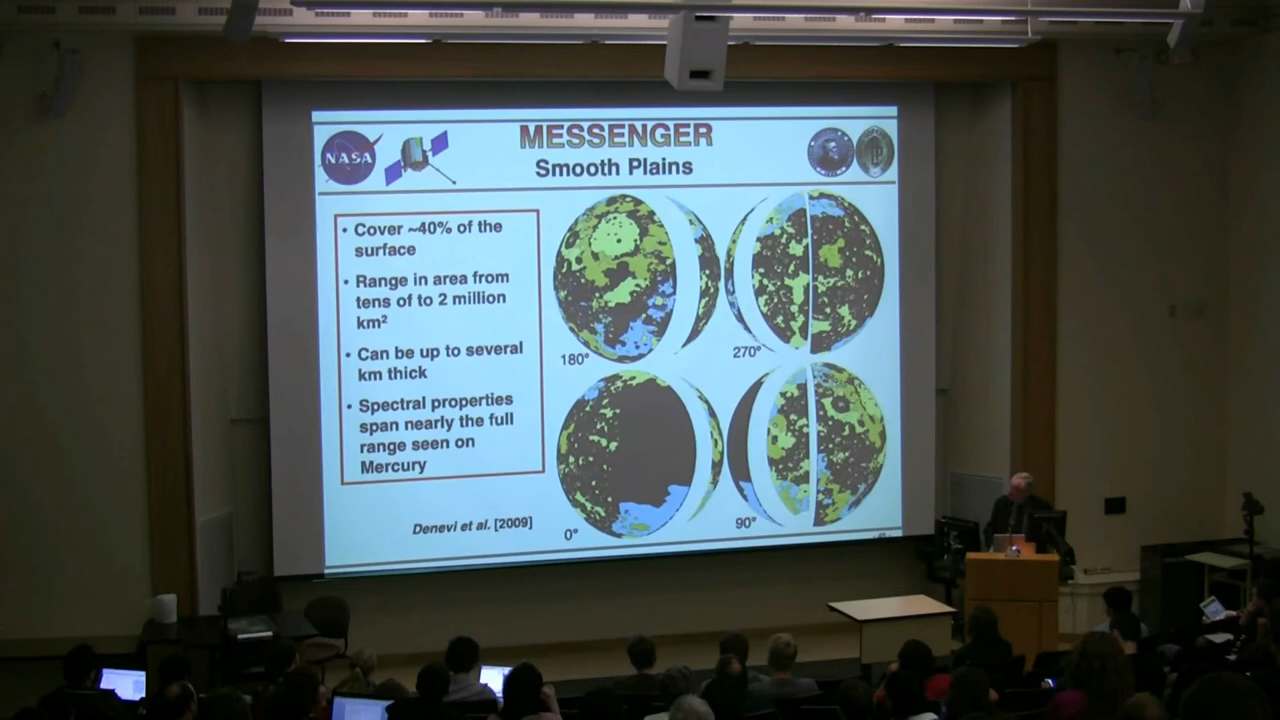 MESSENGER
NASA
Smooth Plains
• Cover ~40% of the
surface
• Range in area from
tens of to 2 million
km²
• Can be up to several
km thick
• Spectral properties
span nearly the full
range seen on
Mercury
180°
270°
0°
90°
Denevi et al. [2009]